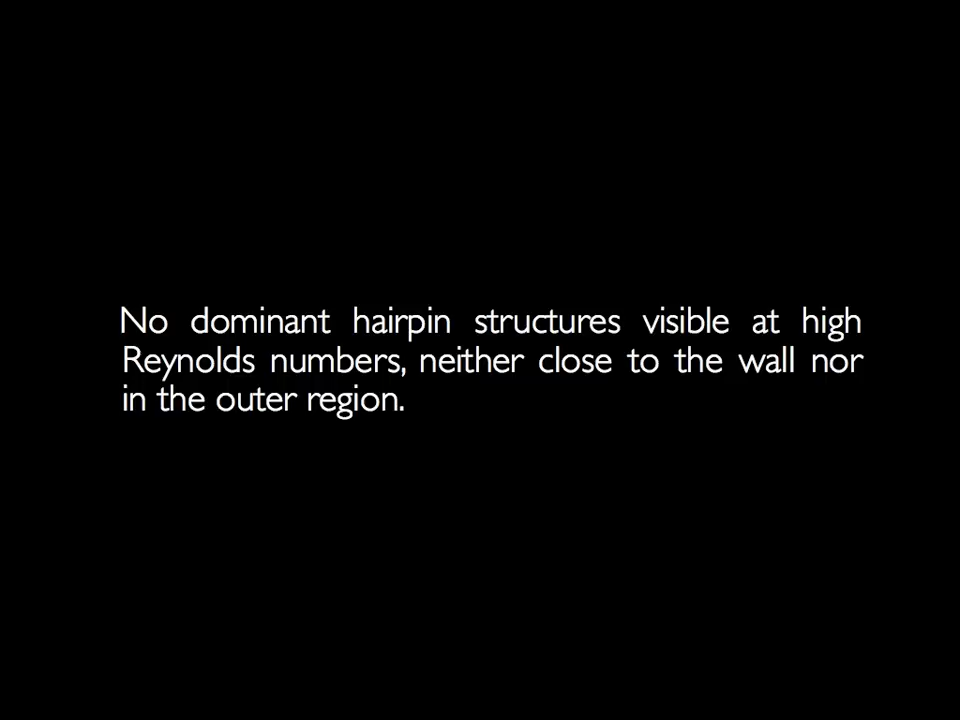 No dominant hairpin structures visible at high
Reynolds numbers, neither close to the wall nor
in the outer region.